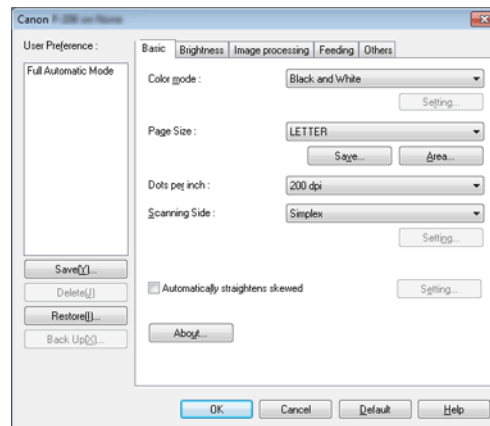 Canon
User Preference :
Full Automatic Mode
Save(Y)...
Delete(J)
Restore(I)...
Back Up(X)...
Basic Brightness Image processing Feeding Others
Color mode :
Black and White
Setting...
Page Size :
LETTER
Save...
Area...
Dots per inch :
200 dpi
Scanning Side :
Simplex
Setting...
Automatically straightens skewed
Setting...
About...
OK
Cancel
Default
Help